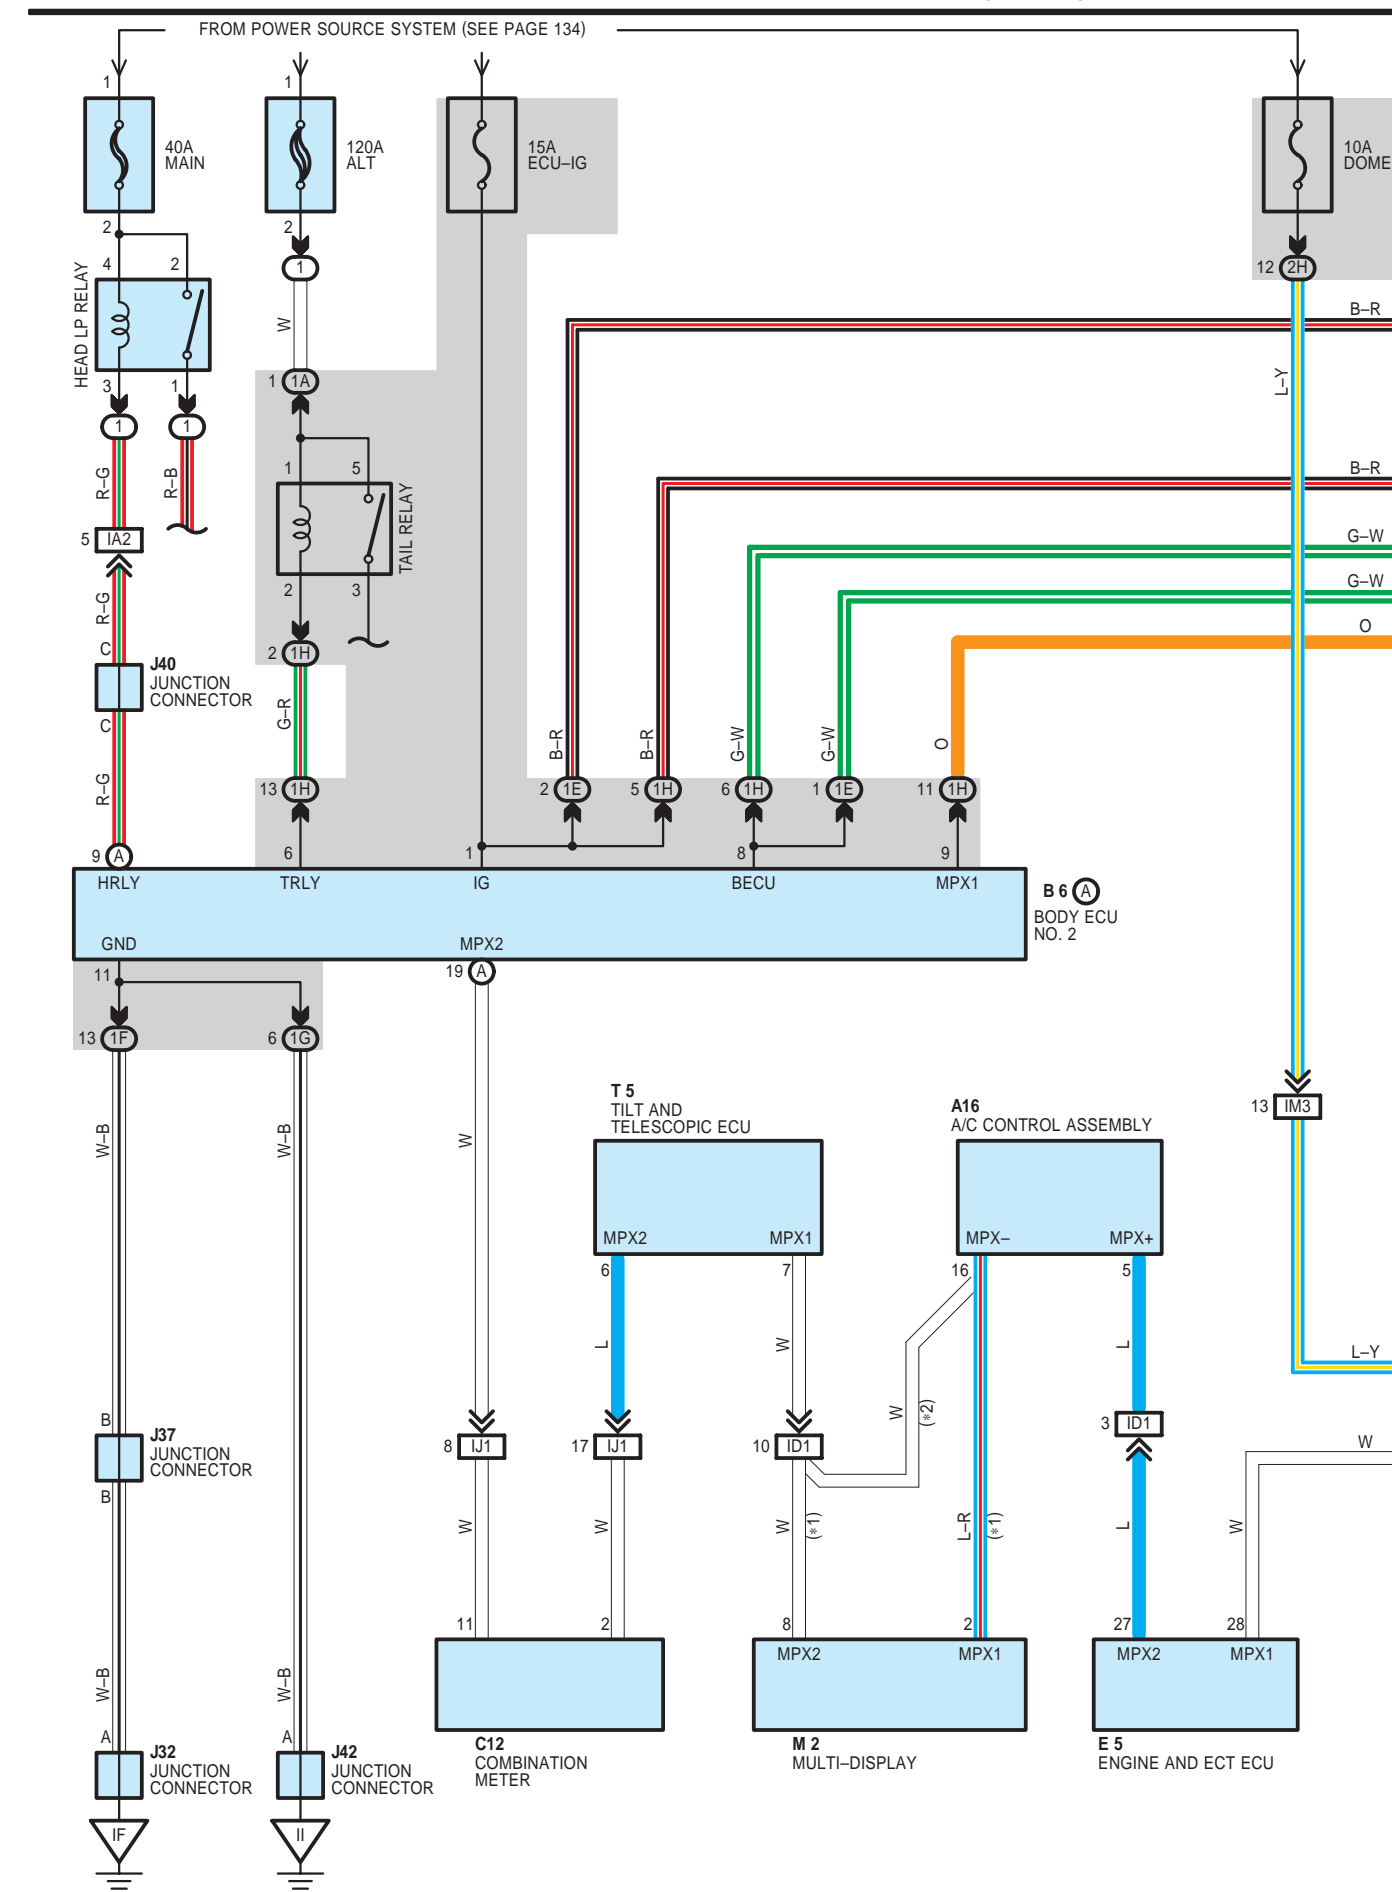 FROM POWER SOURCE SYSTEM (SEE PAGE 134)
1
1
40A
MAIN
120A
ALT
15A
ECU–IG
10A
DOME
2
2
1
12 2H
4
2
HEAD LP RELAY
W
B–R
3
1
1 1A
L–Y
1
1
R–G
R–B
1
5
B–R
TAIL RELAY
5 IA2
G–W
R–G
2
3
G–W
O
C
2 1H
J40
JUNCTION
CONNECTOR
C
G–R
B–R
B–R
G–W
G–W
O
R–G
13 1H
2 1E
5 1H
6 1H
1 1E
11 1H
9 A
6
1
8
9
HRLY
TRLY
IG
BECU
MPX1
B 6 A
BODY ECU
NO. 2
GND
MPX2
11
19 A
13 1F
6 1G
T 5
TILT AND
TELESCOPIC ECU
A16
A/C CONTROL ASSEMBLY
13 IM3
W–B
W–B
W
MPX2
MPX1
MPX–
MPX+
6
7
16
5
L
W
L
L–Y
W
(*2)
B
J37
JUNCTION
CONNECTOR
B
8 IJ1
17 IJ1
10 ID1
3 ID1
W
W
W
W
(*1)
L–R
(*1)
L
W
11
2
8
2
27
28
MPX2
MPX1
MPX2
MPX1
W–B
W–B
A
A
J32
JUNCTION
CONNECTOR
J42
JUNCTION
CONNECTOR
C12
COMBINATION
METER
M 2
MULTI–DISPLAY
E 5
ENGINE AND ECT ECU
IF
II